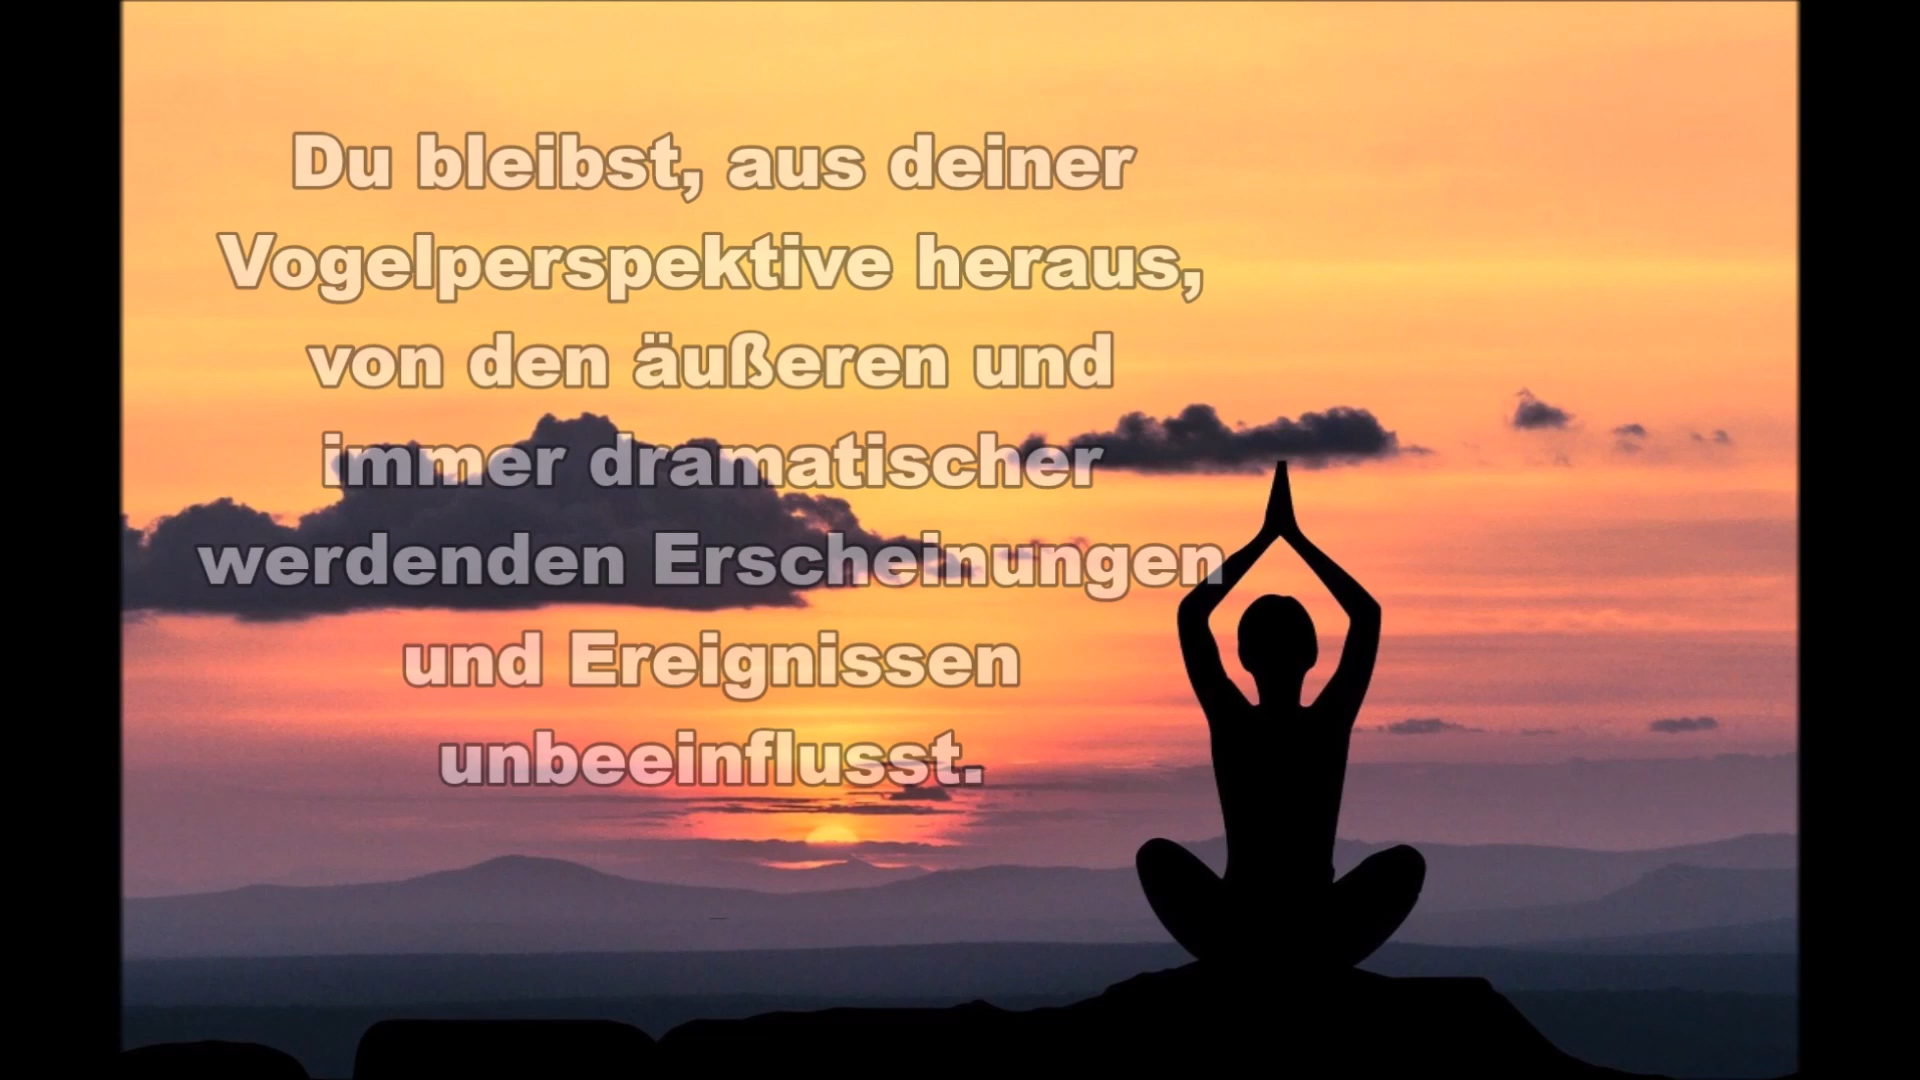 Du bleibst, aus deiner
Vogelperspektive heraus,
von den äußeren und
immer dramatischer
werdenden Erscheinungen
und Ereignissen
unbeeinflusst.